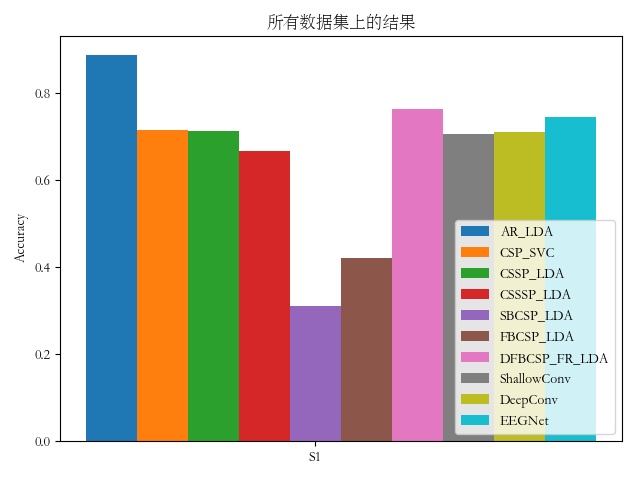 所有数据集上的结果
Accuracy
0.8
0.6
0.4
0.2
0.0
S1
AR_LDA
CSP_SVC
CSSP_LDA
CSSSP_LDA
SBCSP_LDA
FBCSP_LDA
DFBCSP_FR_LDA
ShallowConv
DeepConv
EEGNet